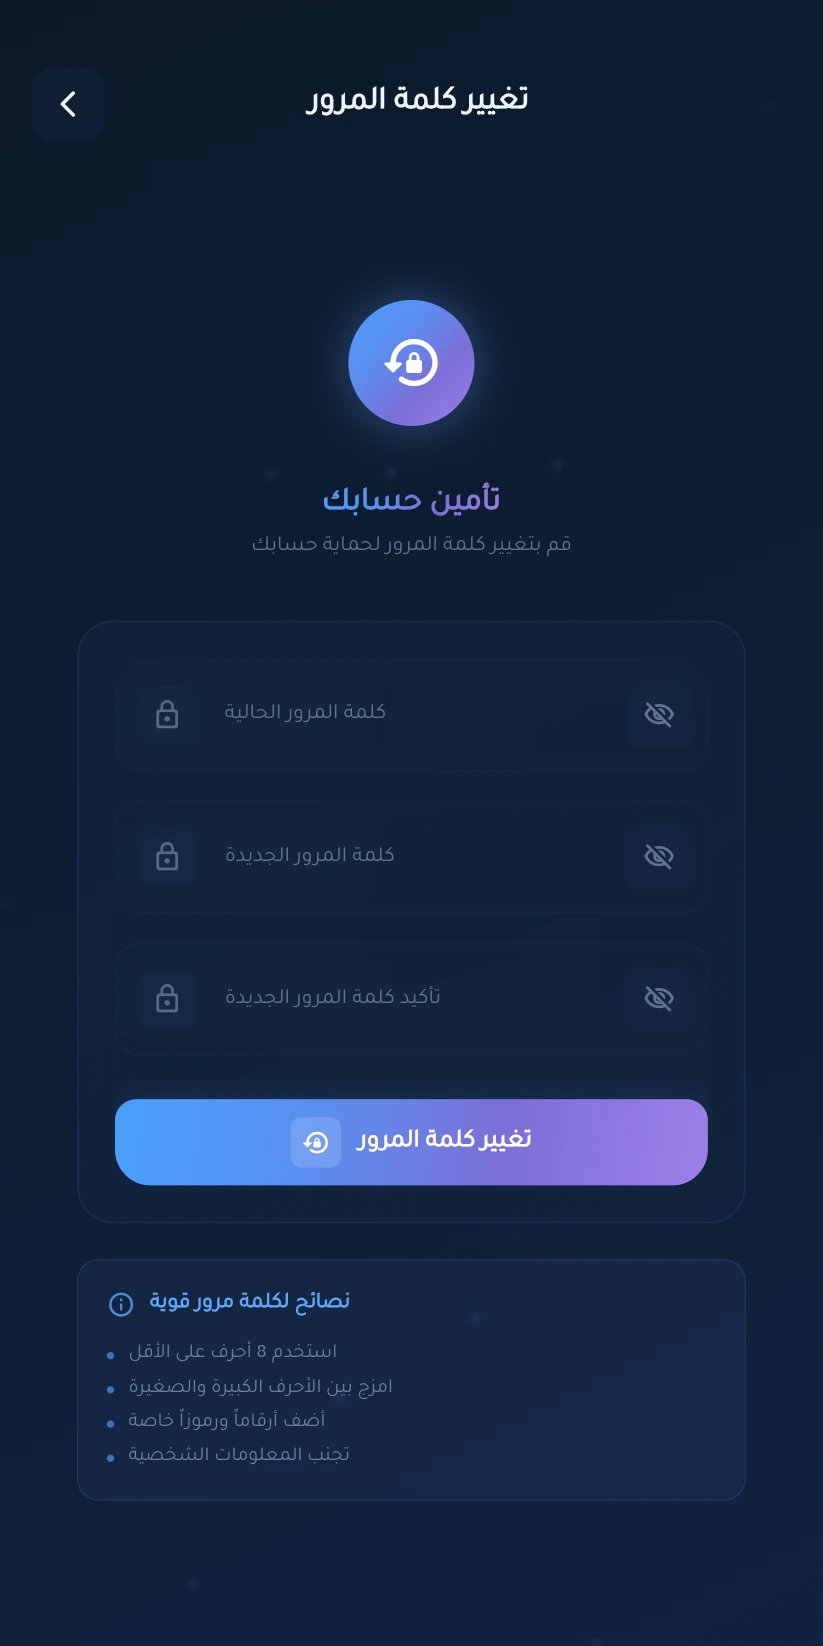 تغيير كلمة المرور
تأمين حسابك
قم بتغيير كلمة المرور لحماية حسابك
كلمة المرور الحالية
كلمة المرور الجديدة
تأكيد كلمة المرور الجديدة
تغيير كلمة المرور
نصائح لكلمة مرور قوية
استخدم 8 أحرف على الأقل
امزج بين الأحرف الكبيرة والصغيرة
أضف أرقاماً ورموزاً خاصة
تجنب المعلومات الشخصية